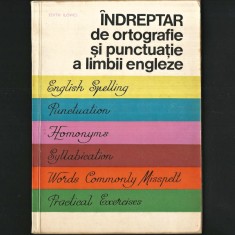 ÎNDREPTAR
de ortografie
și punctuație
a limbii engleze
English Spelling
Punctuation
Homonyms
Syllabication
Words Commonly Misspelt
Practical Exercises